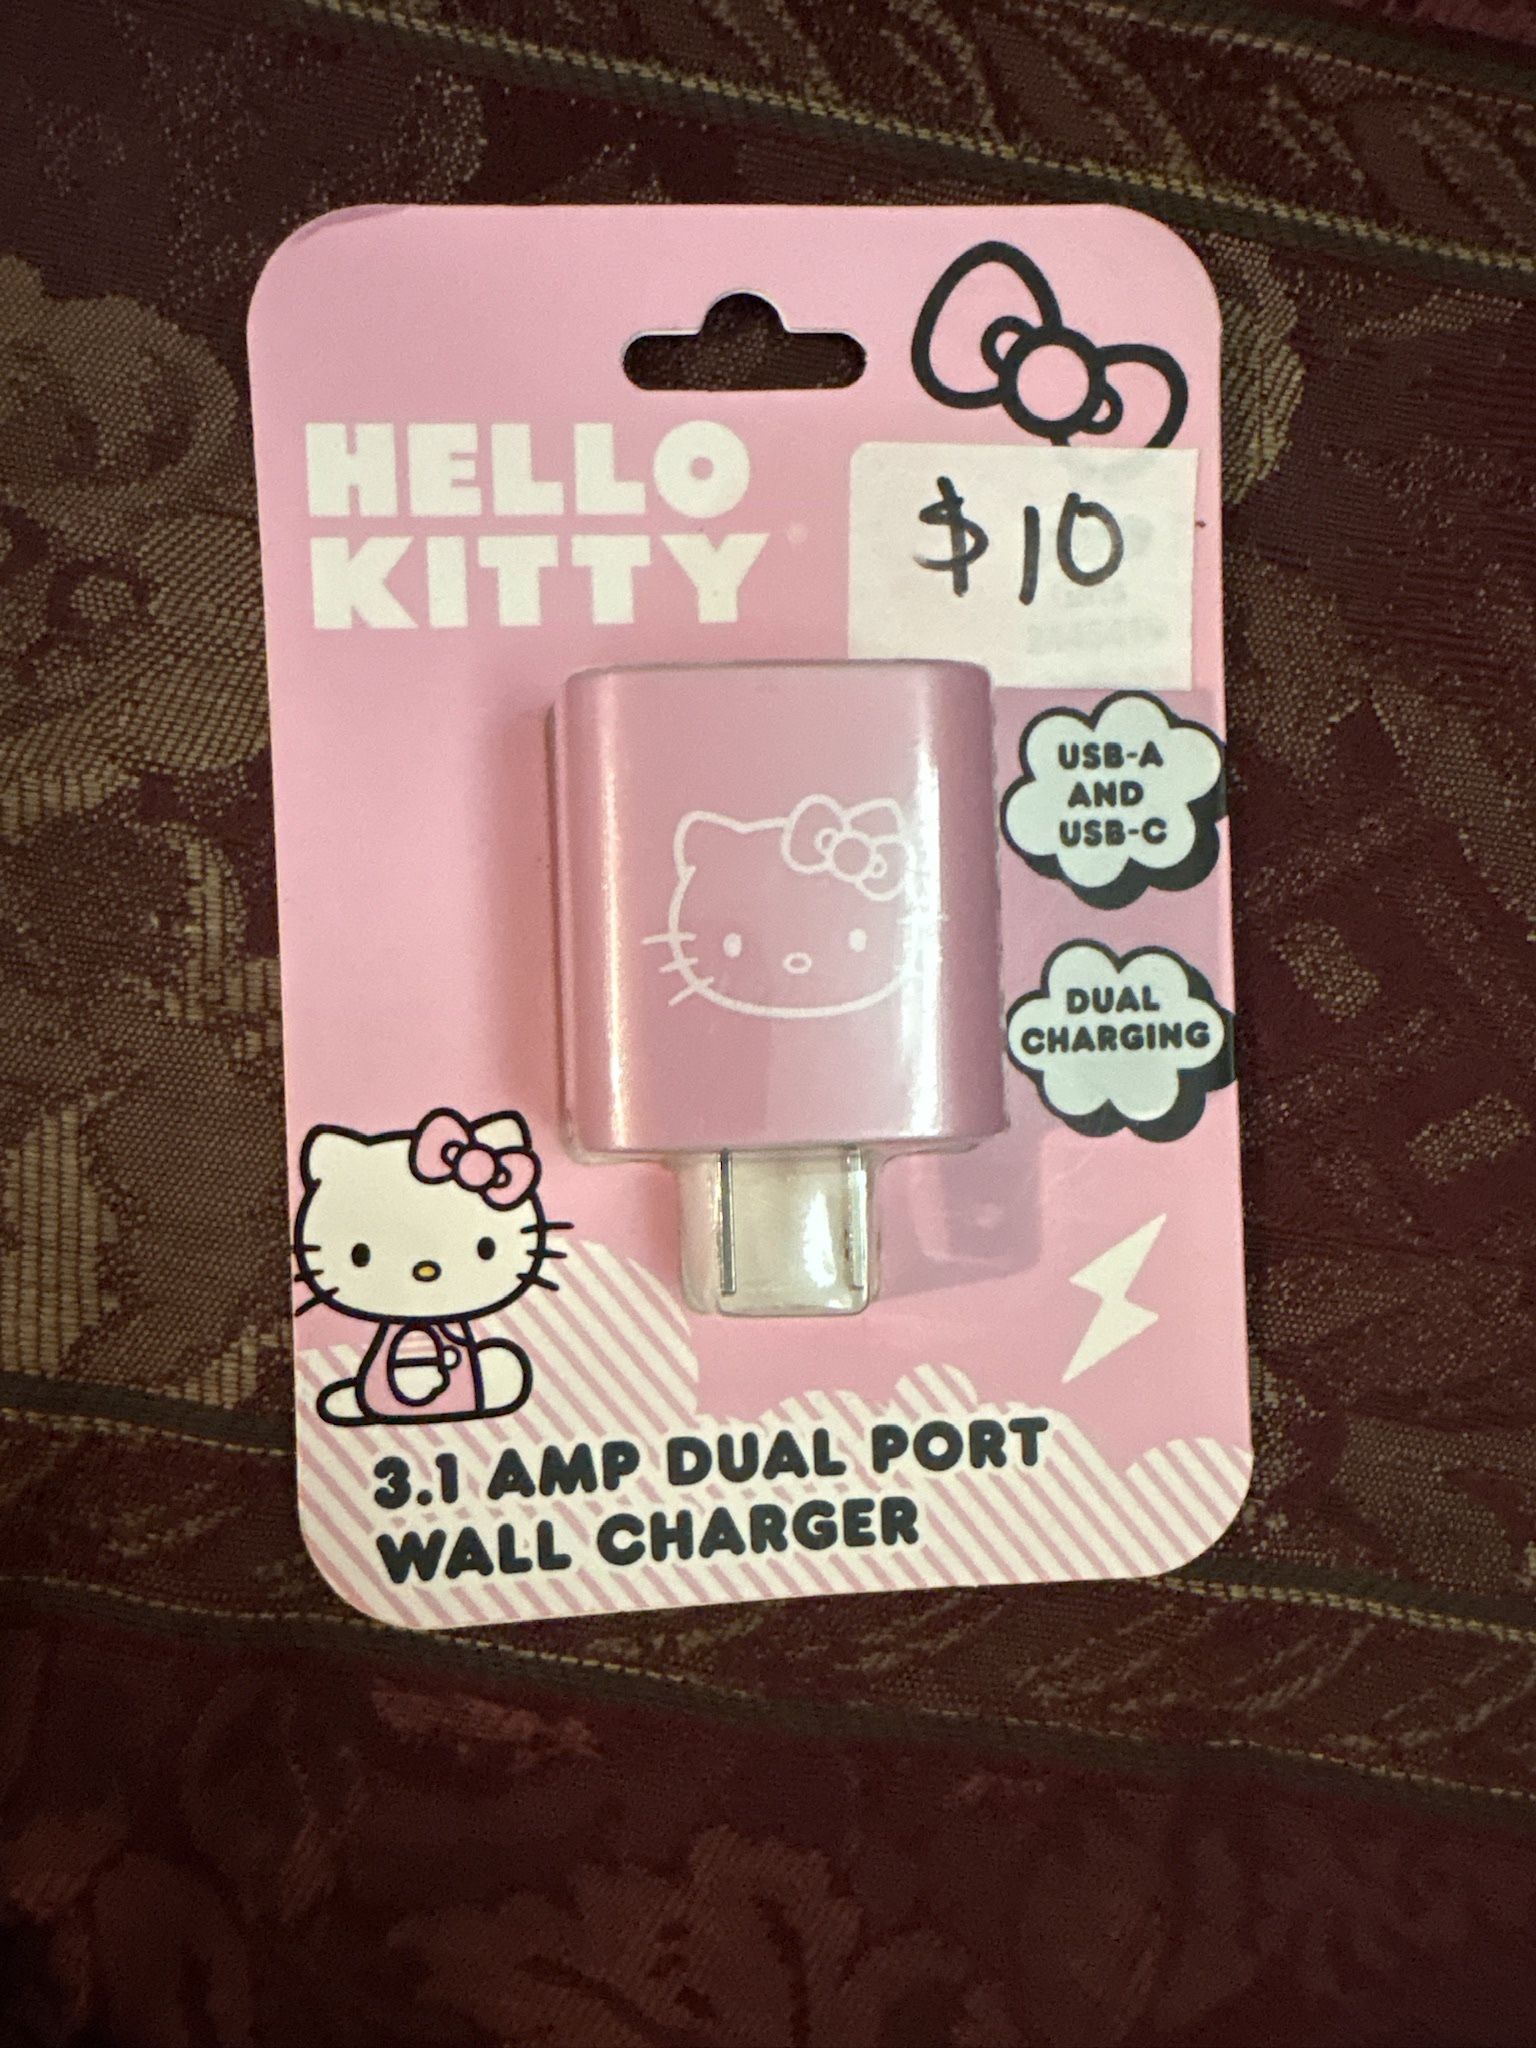 HELLO
KITTY
$10
USB-A
AND
USB-C
DUAL
CHARGING
3.1 AMP DUAL PORT
WALL CHARGER